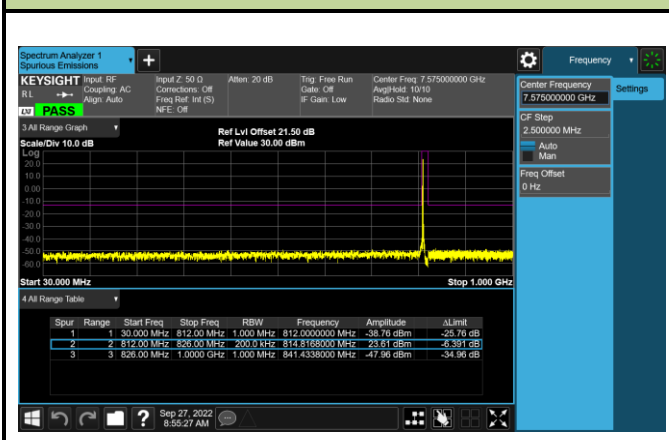 Spectrum Analyzer 1
Spurious Emissions
+
Frequency
KEYSIGHT Input: RF
RL
Coupling: AC
Align: Auto
LXI PASS
Input Z: 50 Ω
Corrections: Off
Freq Ref: Int (S)
NFE: Off
Atten: 20 dB
Trig: Free Run
Gate: Off
IF Gain: Low
Center Freq: 7.575000000 GHz
Avg|Hold: 10/10
Radio Std: None
Center Frequency
7.575000000 GHz
Settings
CF Step
2.500000 MHz
Auto
Man
Freq Offset
0 Hz
3 All Range Graph
Scale/Div 10.0 dB
Ref Lvl Offset 21.50 dB
Ref Value 30.00 dBm
Log
20.0
10.0
0.00
-10.0
-20.0
-30.0
-40.0
-50.0
-60.0
Start 30.000 MHz
Stop 1.000 GHz
4 All Range Table
Spur Range Start Freq Stop Freq RBW Frequency Amplitude ΔLimit
1 1 30.000 MHz 812.00 MHz 1.000 MHz 812.0000000 MHz -38.76 dBm -25.76 dB
2 2 812.00 MHz 826.00 MHz 200.0 kHz 814.8168000 MHz 23.61 dBm -6.391 dB
3 3 826.00 MHz 1.0000 GHz 1.000 MHz 841.4338000 MHz -47.96 dBm -34.96 dB
?
Sep 27, 2022
8:55:27 AM